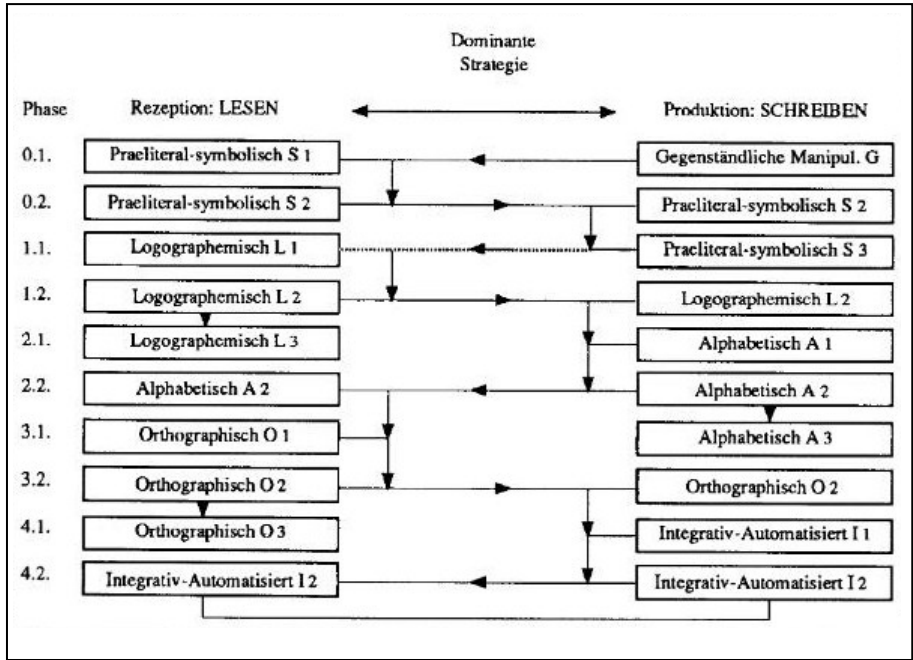 Dominante
Strategie
Phase Rezeption: LESEN Produktion: SCHREIBEN
0.1. Praeliteral-symbolisch S 1 Gegenständliche Manipul. G
0.2. Praeliteral-symbolisch S 2 Praeliteral-symbolisch S 2
1.1. Logographemisch L 1 Praeliteral-symbolisch S 3
1.2. Logographemisch L 2 Logographemisch L 2
2.1. Logographemisch L 3 Alphabetisch A 1
2.2. Alphabetisch A 2 Alphabetisch A 2
3.1. Orthographisch O 1 Alphabetisch A 3
3.2. Orthographisch O 2 Orthographisch O 2
4.1. Orthographisch O 3 Integrativ-Automatisiert I 1
4.2. Integrativ-Automatisiert I 2 Integrativ-Automatisiert I 2